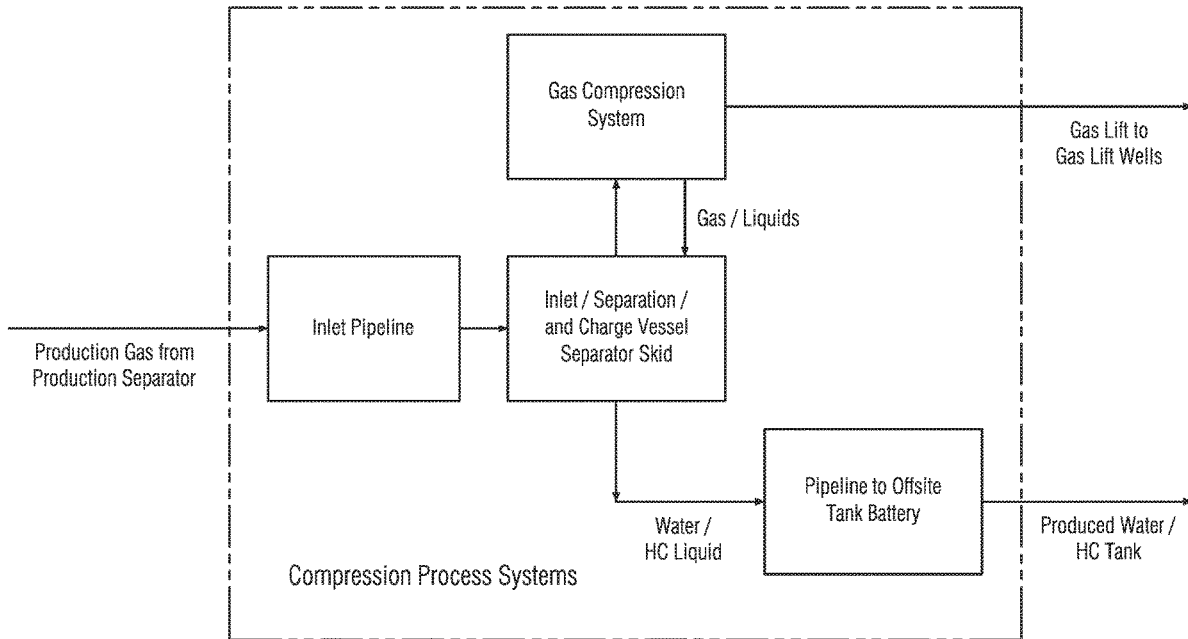 Gas Compression
System
Gas Lift to
Gas Lift Wells
Gas / Liquids
Inlet Pipeline
Inlet / Separation /
and Charge Vessel
Separator Skid
Production Gas from
Production Separator
Pipeline to Offsite
Tank Battery
Water /
HC Liquid
Produced Water /
HC Tank
Compression Process Systems